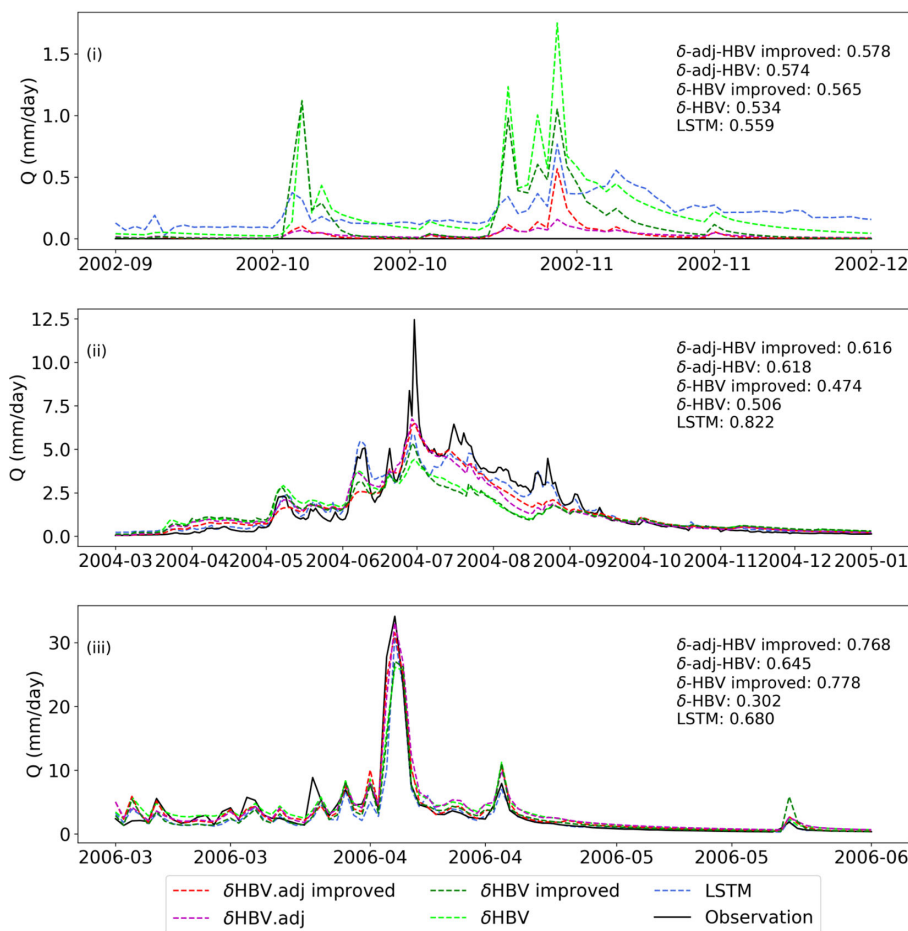 (i)
δ-adj-HBV improved: 0.578
δ-adj-HBV: 0.574
δ-HBV improved: 0.565
δ-HBV: 0.534
LSTM: 0.559
Q (mm/day)
1.5
1.0
0.5
0.0
2002-09 2002-10 2002-10 2002-11 2002-11 2002-12
(ii)
δ-adj-HBV improved: 0.616
δ-adj-HBV: 0.618
δ-HBV improved: 0.474
δ-HBV: 0.506
LSTM: 0.822
Q (mm/day)
12.5
10.0
7.5
5.0
2.5
0.0
2004-03 2004-04 2004-05 2004-06 2004-07 2004-08 2004-09 2004-10 2004-11 2004-12 2005-01
(iii)
δ-adj-HBV improved: 0.768
δ-adj-HBV: 0.645
δ-HBV improved: 0.778
δ-HBV: 0.302
LSTM: 0.680
Q (mm/day)
30
20
10
0
2006-03 2006-03 2006-04 2006-04 2006-05 2006-05 2006-06
δHBV.adj improved δHBV improved LSTM
δHBV.adj δHBV Observation